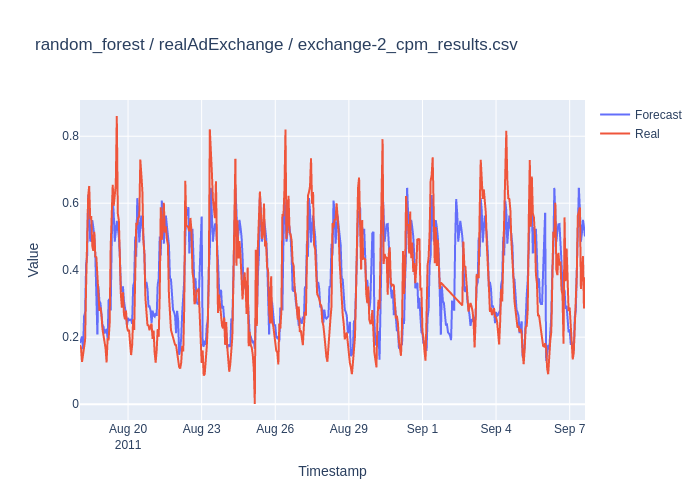 random_forest / realAdExchange / exchange-2_cpm_results.csv
Forecast
Real
0.8
0.6
0.4
0.2
0
Value
Aug 20
2011
Aug 23
Aug 26
Aug 29
Sep 1
Sep 4
Sep 7
Timestamp